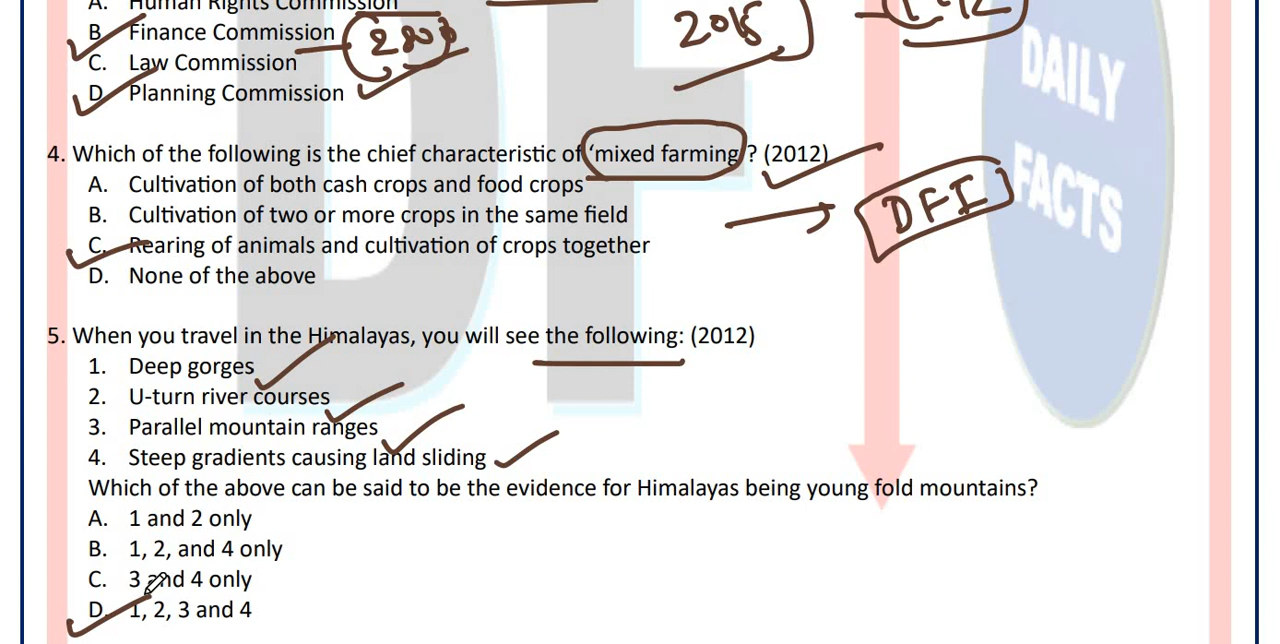 A. Human Rights Commission
B. Finance Commission
C. Law Commission
D. Planning Commission
2015
4. Which of the following is the chief characteristic of 'mixed farming'? (2012)
A. Cultivation of both cash crops and food crops
B. Cultivation of two or more crops in the same field
C. Rearing of animals and cultivation of crops together
D. None of the above
DFI
5. When you travel in the Himalayas, you will see the following: (2012)
1. Deep gorges
2. U-turn river courses
3. Parallel mountain ranges
4. Steep gradients causing land sliding
Which of the above can be said to be the evidence for Himalayas being young fold mountains?
A. 1 and 2 only
B. 1, 2, and 4 only
C. 3 and 4 only
D. 1, 2, 3 and 4
DF
DAILY
FACTS